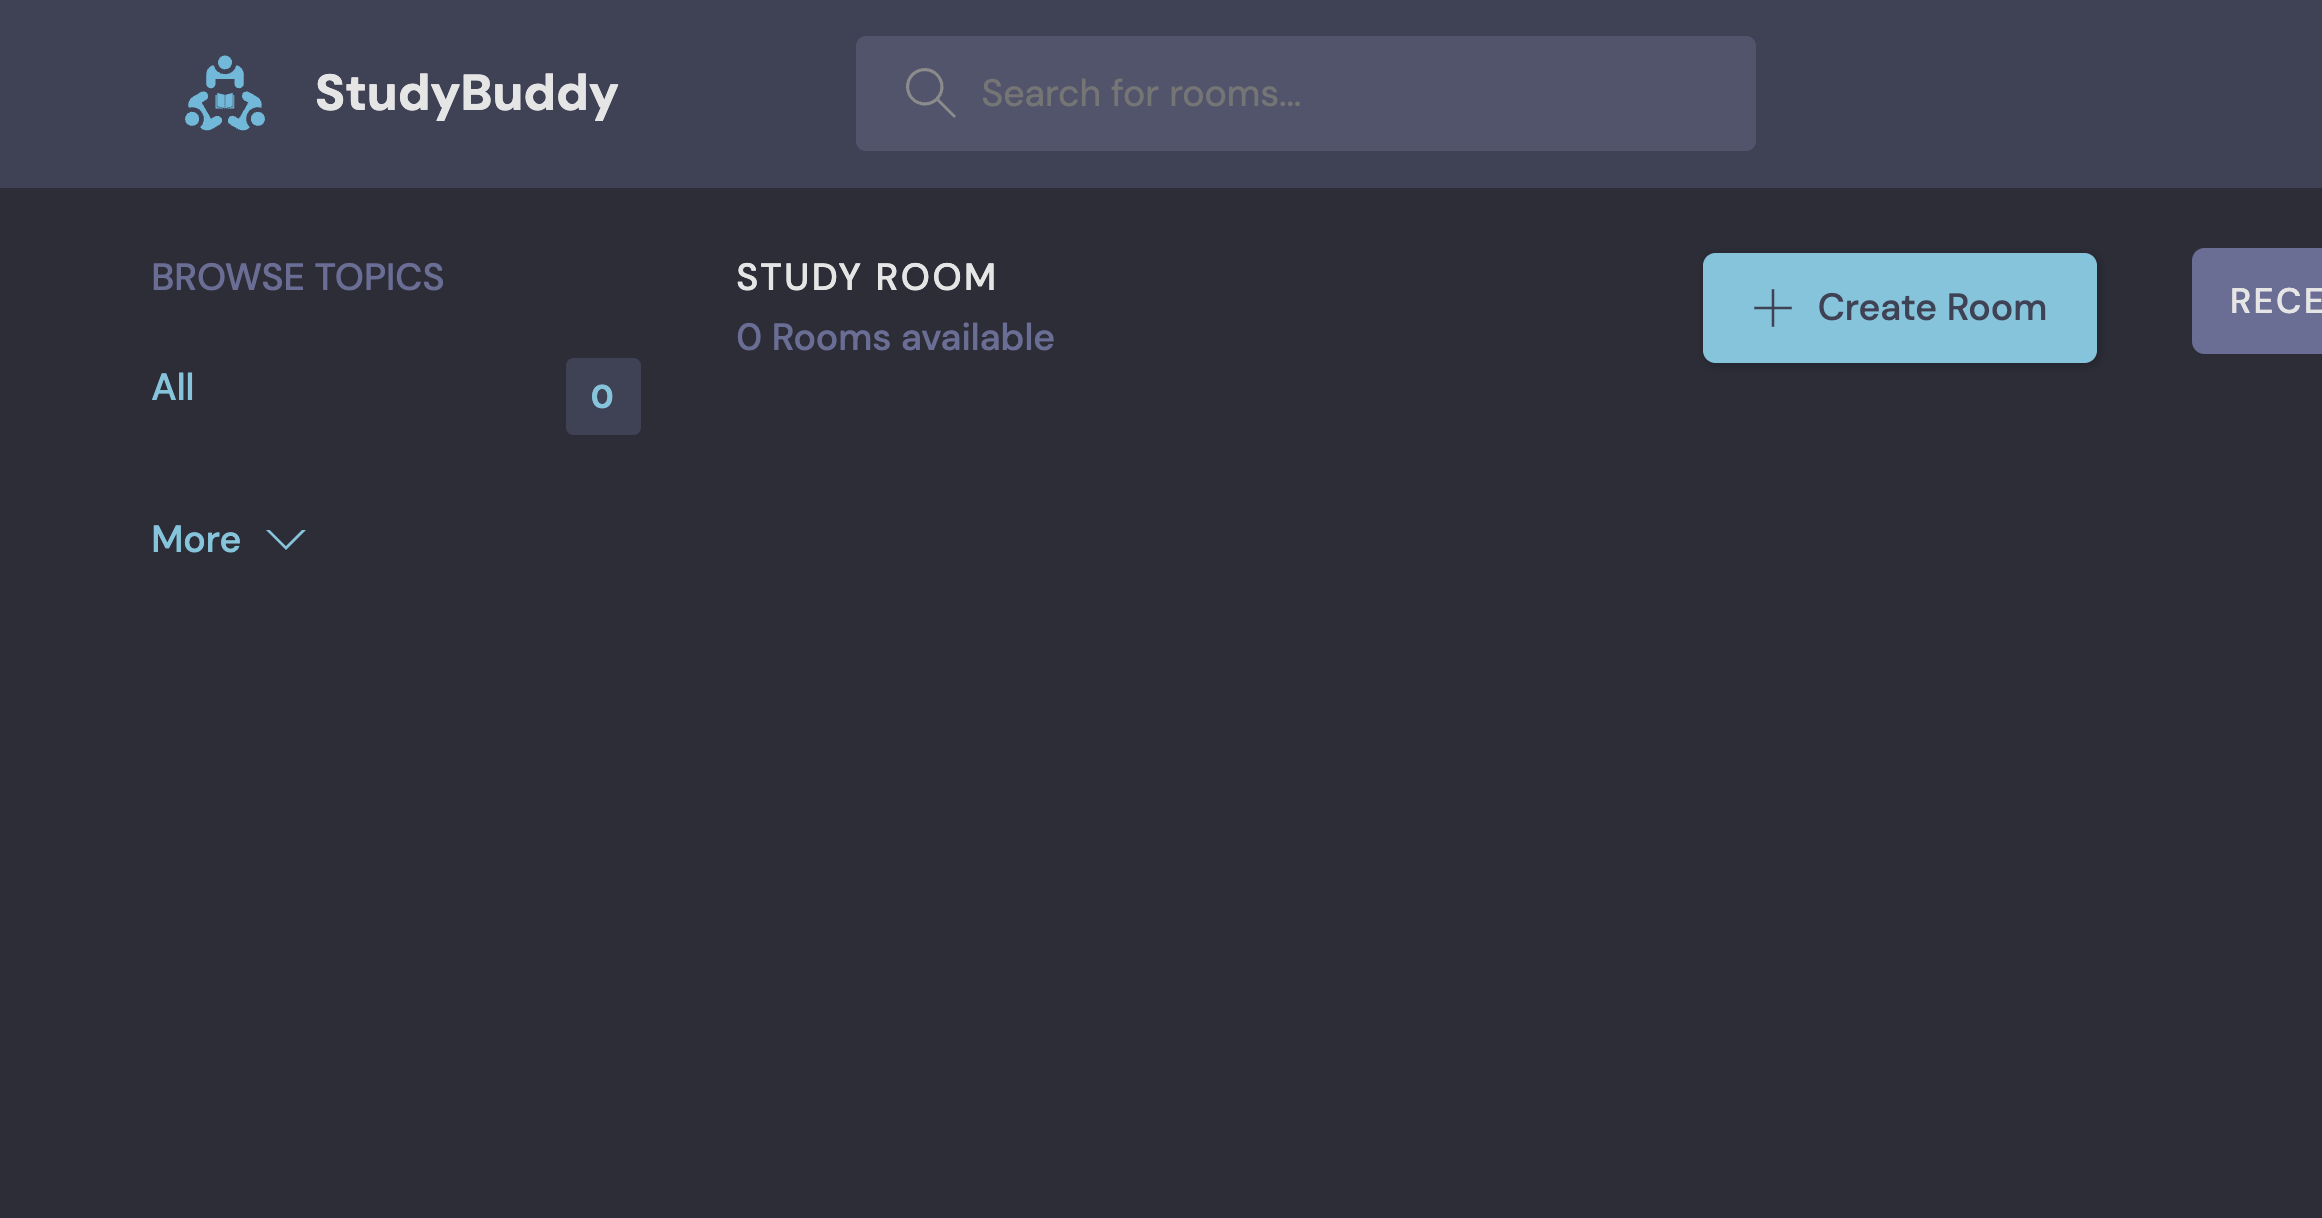 StudyBuddy
Search for rooms...
BROWSE TOPICS
All
0
More
STUDY ROOM
0 Rooms available
Create Room
RECE